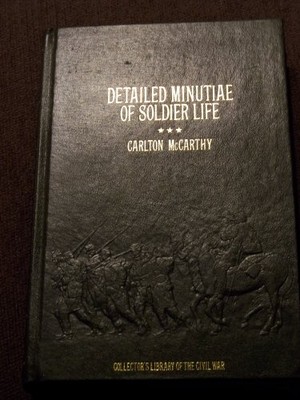 DETAILED MINUTIAE
OF SOLDIER LIFE
★ ★ ★
CARLTON McCARTHY
COLLECTOR'S LIBRARY OF THE CIVIL WAR